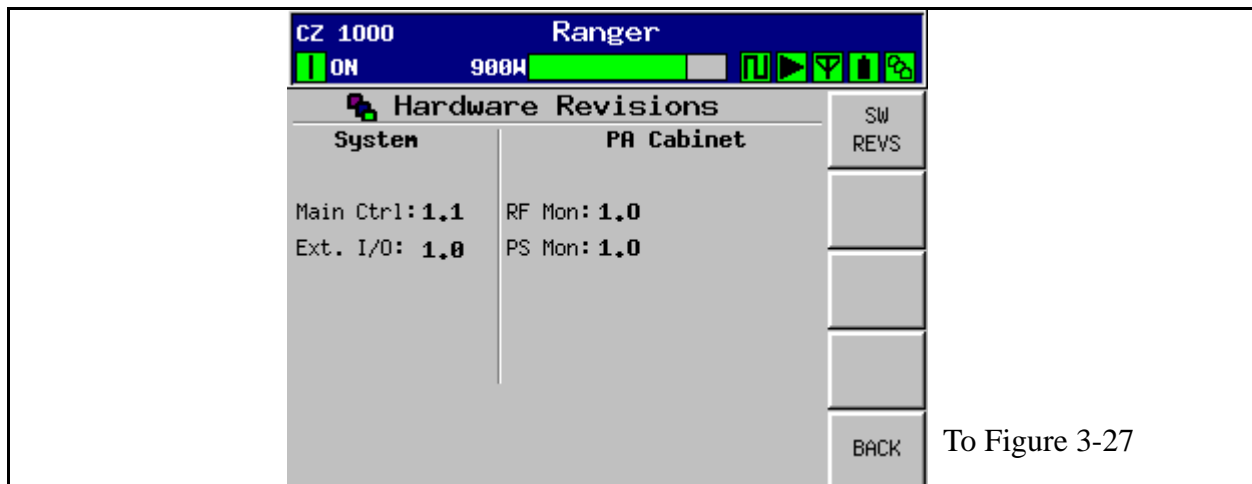 CZ 1000 Ranger
ON 900W
Hardware Revisions
SW
REVS
System PA Cabinet
Main Ctrl: 1.1 RF Mon: 1.0
Ext. I/O: 1.0 PS Mon: 1.0
BACK To Figure 3-27